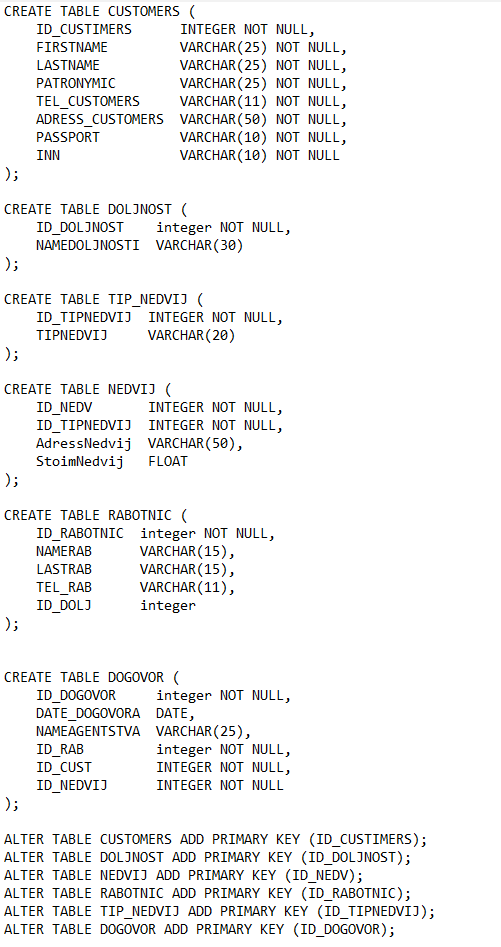 CREATE TABLE CUSTOMERS (
    ID_CUSTIMERS      INTEGER NOT NULL,
    FIRSTNAME         VARCHAR(25) NOT NULL,
    LASTNAME          VARCHAR(25) NOT NULL,
    PATRONYMIC        VARCHAR(25) NOT NULL,
    TEL_CUSTOMERS     VARCHAR(11) NOT NULL,
    ADRESS_CUSTOMERS  VARCHAR(50) NOT NULL,
    PASSPORT          VARCHAR(10) NOT NULL,
    INN               VARCHAR(10) NOT NULL
);

CREATE TABLE DOLJNOST (
    ID_DOLJNOST    integer NOT NULL,
    NAMEDOLJNOSTI  VARCHAR(30)
);

CREATE TABLE TIP_NEDVIJ (
    ID_TIPNEDVIJ  INTEGER NOT NULL,
    TIPNEDVIJ     VARCHAR(20)
);

CREATE TABLE NEDVIJ (
    ID_NEDV       INTEGER NOT NULL,
    ID_TIPNEDVIJ  INTEGER NOT NULL,
    AdressNedvij  VARCHAR(50),
    StoimNedvij   FLOAT
);

CREATE TABLE RABOTNIC (
    ID_RABOTNIC  integer NOT NULL,
    NAMERAB      VARCHAR(15),
    LASTRAB      VARCHAR(15),
    TEL_RAB      VARCHAR(11),
    ID_DOLJ      integer
);

CREATE TABLE DOGOVOR (
    ID_DOGOVOR     integer NOT NULL,
    DATE_DOGOVORA  DATE,
    NAMEAGENTSTVA  VARCHAR(25),
    ID_RAB         integer NOT NULL,
    ID_CUST        INTEGER NOT NULL,
    ID_NEDVIJ      INTEGER NOT NULL
);

ALTER TABLE CUSTOMERS ADD PRIMARY KEY (ID_CUSTIMERS);
ALTER TABLE DOLJNOST ADD PRIMARY KEY (ID_DOLJNOST);
ALTER TABLE NEDVIJ ADD PRIMARY KEY (ID_NEDV);
ALTER TABLE RABOTNIC ADD PRIMARY KEY (ID_RABOTNIC);
ALTER TABLE TIP_NEDVIJ ADD PRIMARY KEY (ID_TIPNEDVIJ);
ALTER TABLE DOGOVOR ADD PRIMARY KEY (ID_DOGOVOR);